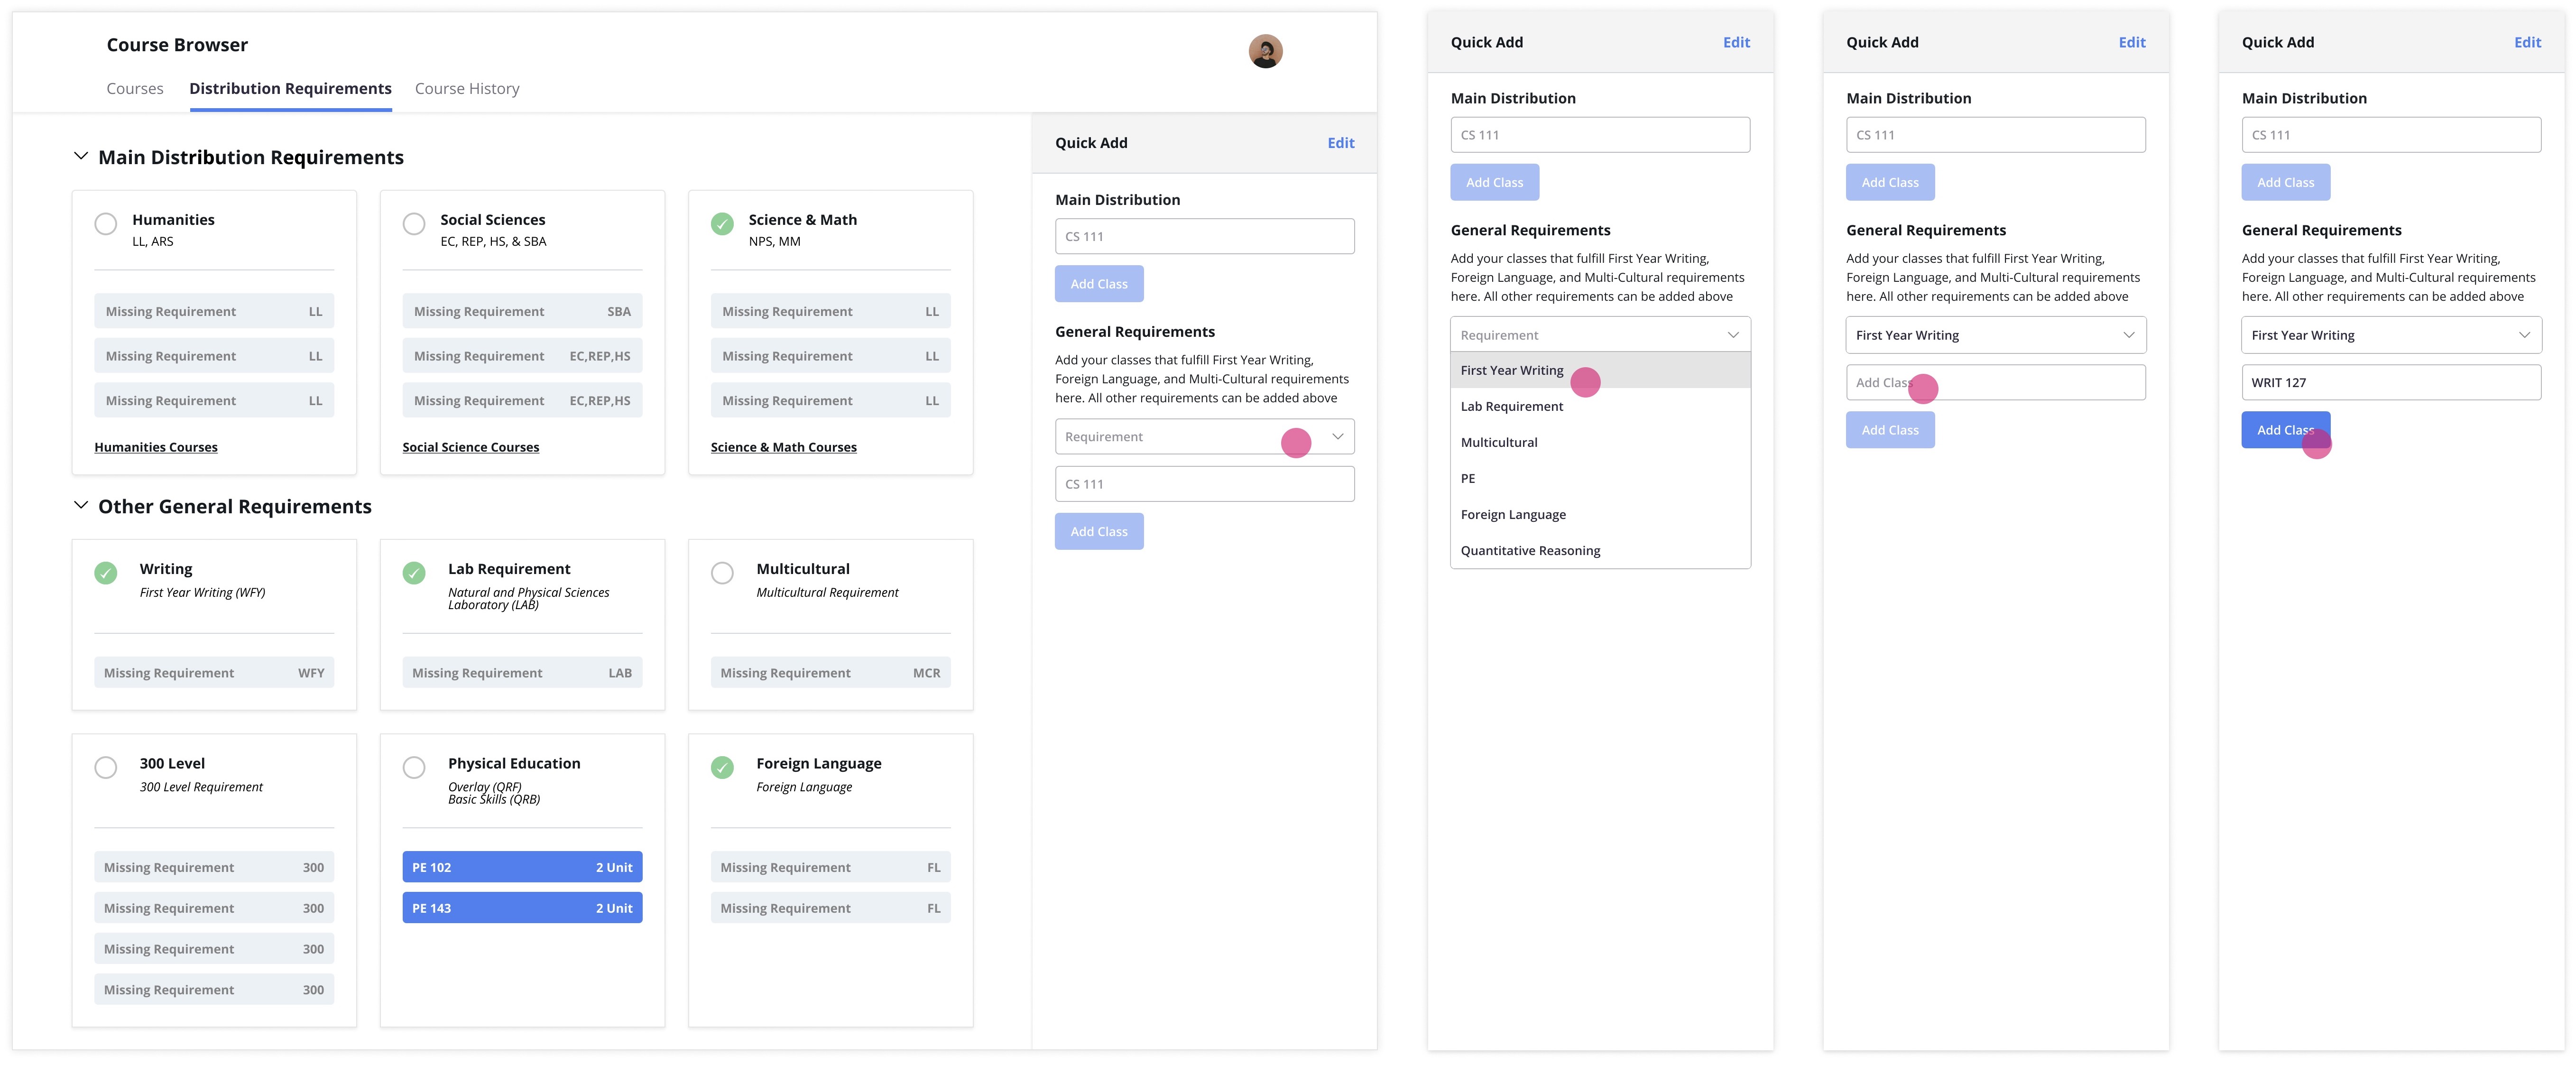 Course Browser
Courses
Distribution Requirements
Course History
Main Distribution Requirements
Humanities
LL, ARS
Missing Requirement LL
Missing Requirement LL
Missing Requirement LL
Humanities Courses
Social Sciences
EC, REP, HS, & SBA
Missing Requirement SBA
Missing Requirement EC,REP,HS
Missing Requirement EC,REP,HS
Social Science Courses
Science & Math
NPS, MM
Missing Requirement LL
Missing Requirement LL
Missing Requirement LL
Science & Math Courses
Other General Requirements
Writing
First Year Writing (WFY)
Missing Requirement WFY
Lab Requirement
Natural and Physical Sciences
Laboratory (LAB)
Missing Requirement LAB
Multicultural
Multicultural Requirement
Missing Requirement MCR
300 Level
300 Level Requirement
Missing Requirement 300
Missing Requirement 300
Missing Requirement 300
Missing Requirement 300
Physical Education
Overlay (QRF)
Basic Skills (QRB)
PE 102 2 Unit
PE 143 2 Unit
Foreign Language
Foreign Language
Missing Requirement FL
Missing Requirement FL
Quick Add Edit
Main Distribution
CS 111
Add Class
General Requirements
Add your classes that fulfill First Year Writing,
Foreign Language, and Multi-Cultural requirements
here. All other requirements can be added above
Requirement
CS 111
Add Class
Quick Add Edit
Main Distribution
CS 111
Add Class
General Requirements
Add your classes that fulfill First Year Writing,
Foreign Language, and Multi-Cultural requirements
here. All other requirements can be added above
Requirement
First Year Writing
Lab Requirement
Multicultural
PE
Foreign Language
Quantitative Reasoning
Quick Add Edit
Main Distribution
CS 111
Add Class
General Requirements
Add your classes that fulfill First Year Writing,
Foreign Language, and Multi-Cultural requirements
here. All other requirements can be added above
First Year Writing
Add Class
Add Class
Quick Add Edit
Main Distribution
CS 111
Add Class
General Requirements
Add your classes that fulfill First Year Writing,
Foreign Language, and Multi-Cultural requirements
here. All other requirements can be added above
First Year Writing
WRIT 127
Add Class